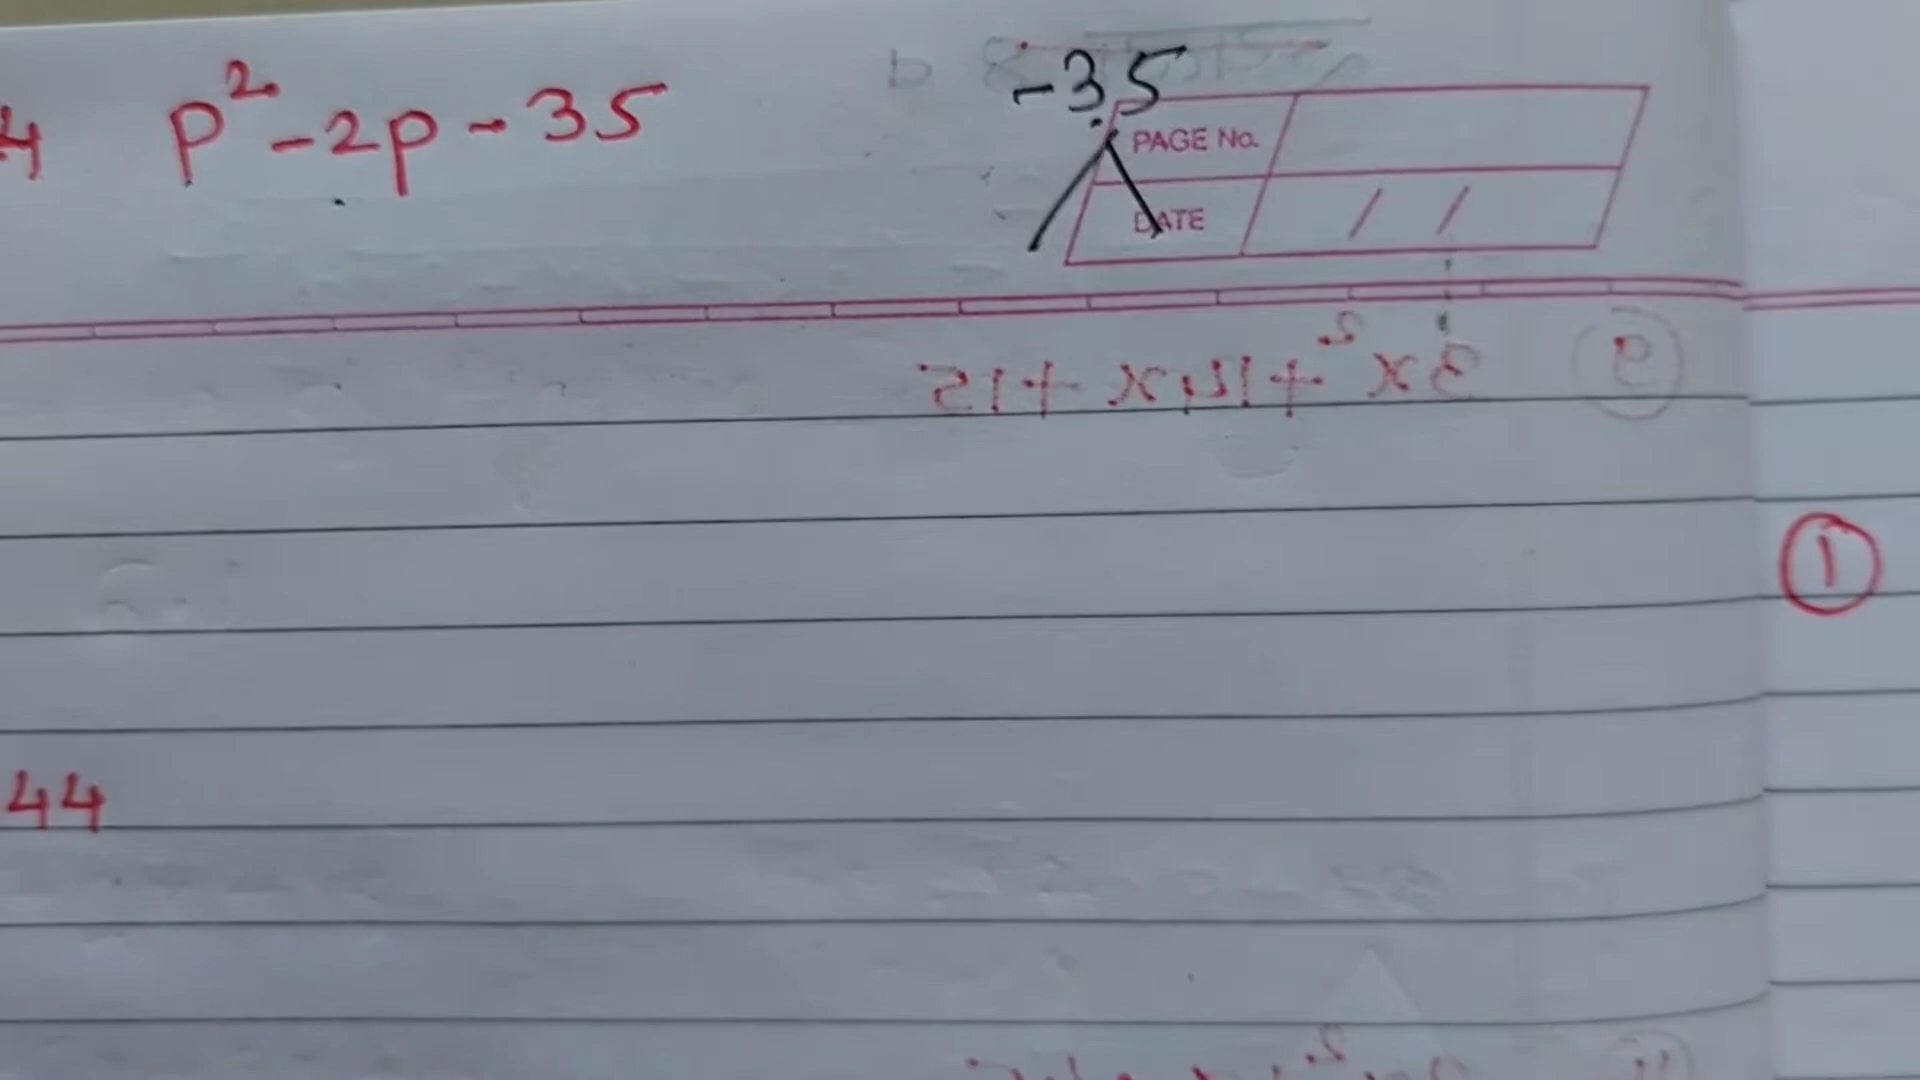 4 p² - 2p - 35
-35
PAGE No.
DATE / /
①
44